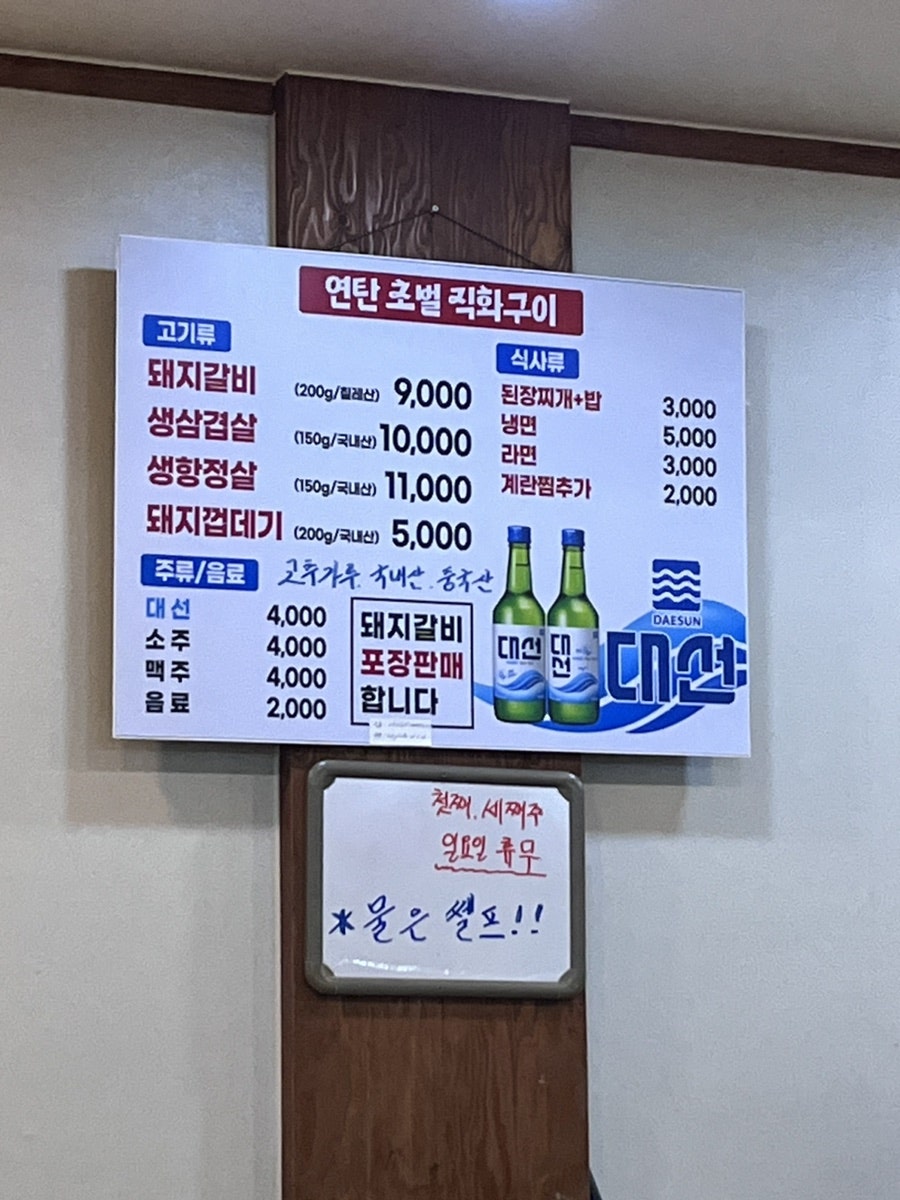 연탄 초벌 직화구이
고기류
돼지갈비 (200g/칠레산) 9,000
생삼겹살 (150g/국내산) 10,000
생항정살 (150g/국내산) 11,000
돼지껍데기 (200g/국내산) 5,000
식사류
된장찌개+밥 3,000
냉면 5,000
라면 3,000
계란찜추가 2,000
주류/음료
고추가루. 국내산. 중국산
대선 4,000
소주 4,000
맥주 4,000
음료 2,000
돼지갈비
포장판매
합니다
대선
대선
DAESUN
대선
첫째. 세째주
일요일 휴무
* 물은 쎌프!!